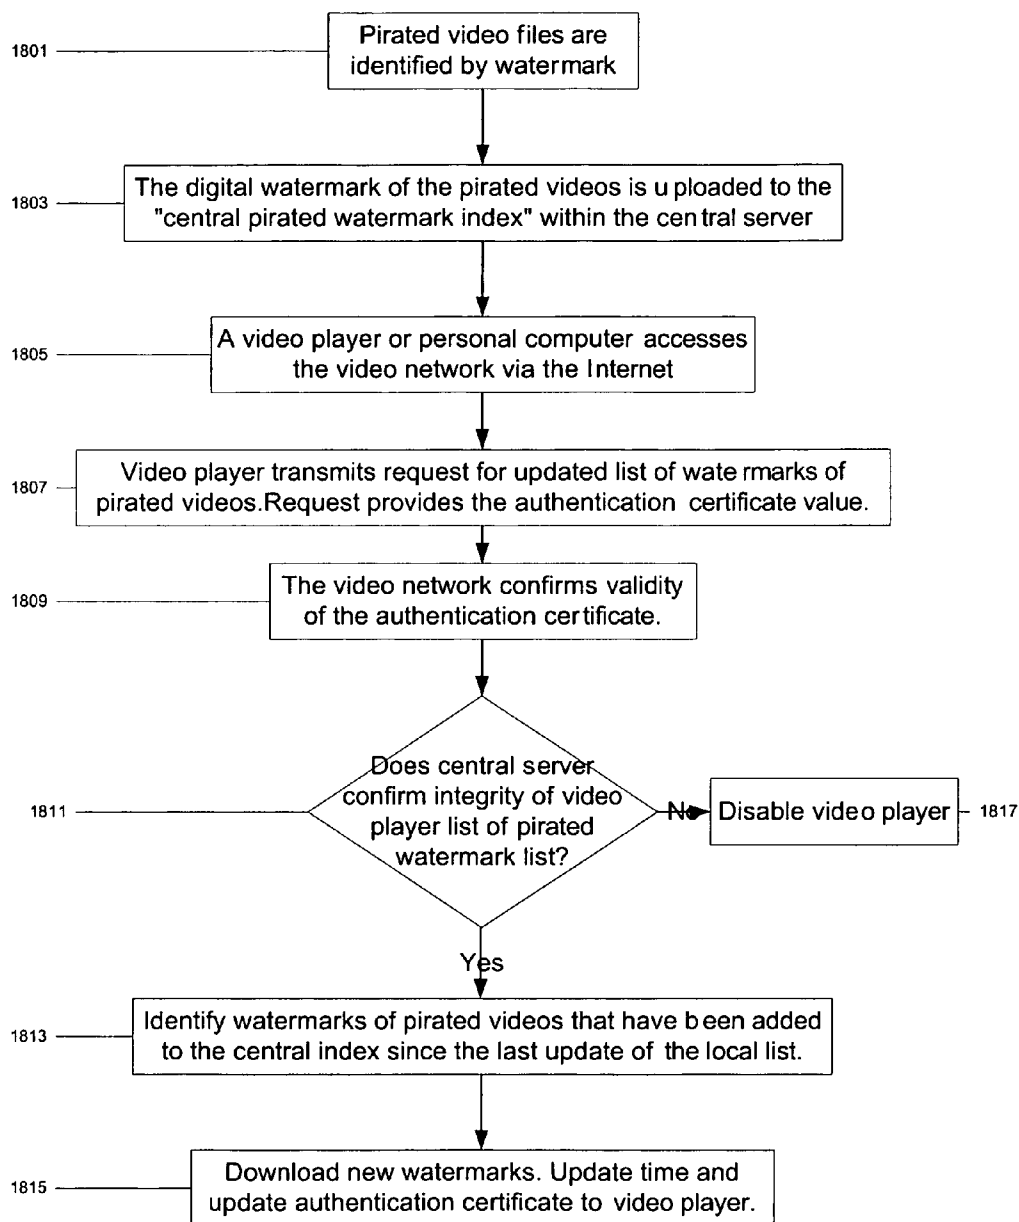 Pirated video files are
1801
identified by watermark
The digital watermark of the pirated videos is uploaded to the
1803
"central pirated watermark index" within the central server
A video player or personal computer accesses
1805
the video network via the Internet
Video player transmits request for updated list of watermarks of
1807
pirated videos.Request provides the authentication certificate value.
The video network confirms validity
1809
of the authentication certificate.
Does central server
confirm integrity of video
player list of pirated
watermark list?
1811
No
Disable video player
1817
Yes
Identify watermarks of pirated videos that have been added
1813
to the central index since the last update of the local list.
Download new watermarks. Update time and
1815
update authentication certificate to video player.